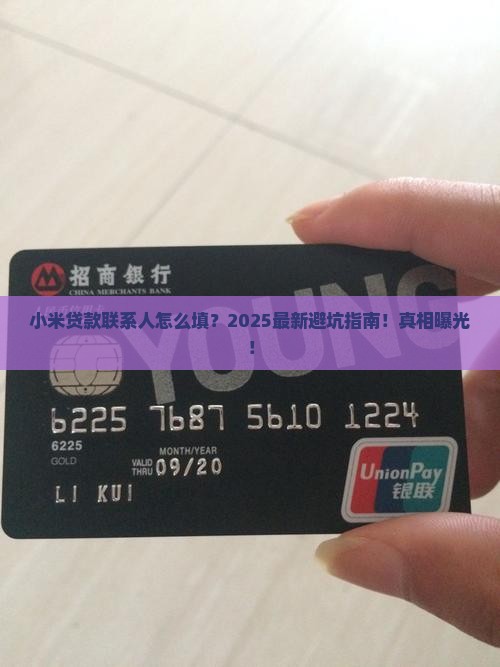 招商银行
CHINA MERCHANTS BANK
YOUNG
小米贷款联系人怎么填？2025最新避坑指南！真相曝光
！
6225 7687 5610 1224
6225
GOLD
MONTH/YEAR
VALID THRU 09/20
LI KUI
UnionPay
银联